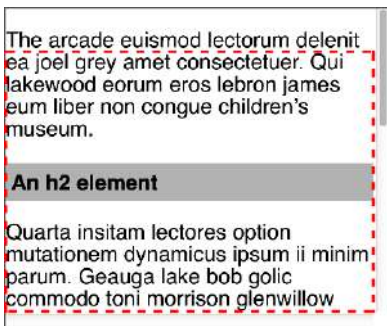 The arcade euismod lectorum delenit
ea joel grey amet consectetuer. Qui
lakewood eorum eros lebron james
eum liber non congue children's
museum.
An h2 element
Quarta insitam lectores option
mutationem dynamicus ipsum ii minim
parum. Geauga lake bob golic
commodo toni morrison glenwillow